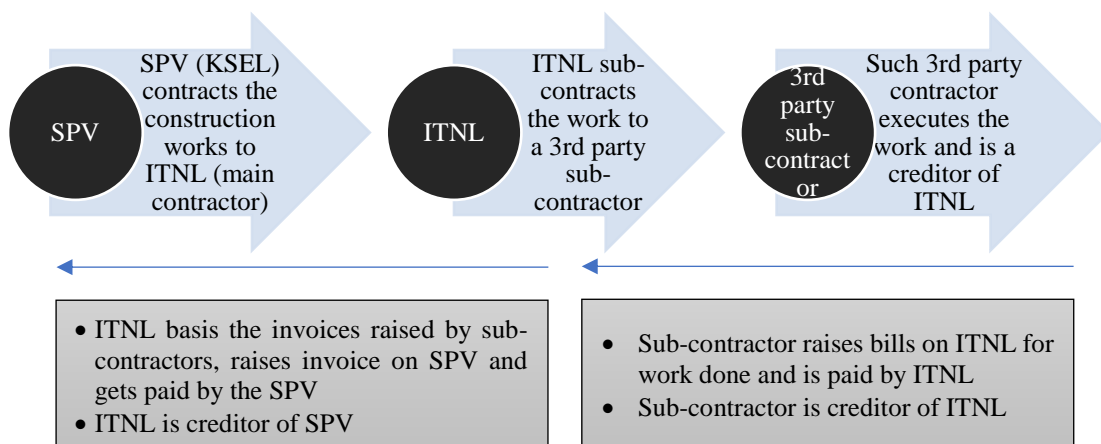 SPV
SPV (KSEL)
contracts the
construction
works to
ITNL (main
contractor)
ITNL
ITNL sub-
contracts
the work to
a 3rd party
sub-
contractor
3rd
party
sub-
contract
or
Such 3rd party
contractor
executes the
work and is a
creditor of
ITNL
• ITNL basis the invoices raised by sub-
contractors, raises invoice on SPV and
gets paid by the SPV
• ITNL is creditor of SPV
• Sub-contractor raises bills on ITNL for
work done and is paid by ITNL
• Sub-contractor is creditor of ITNL